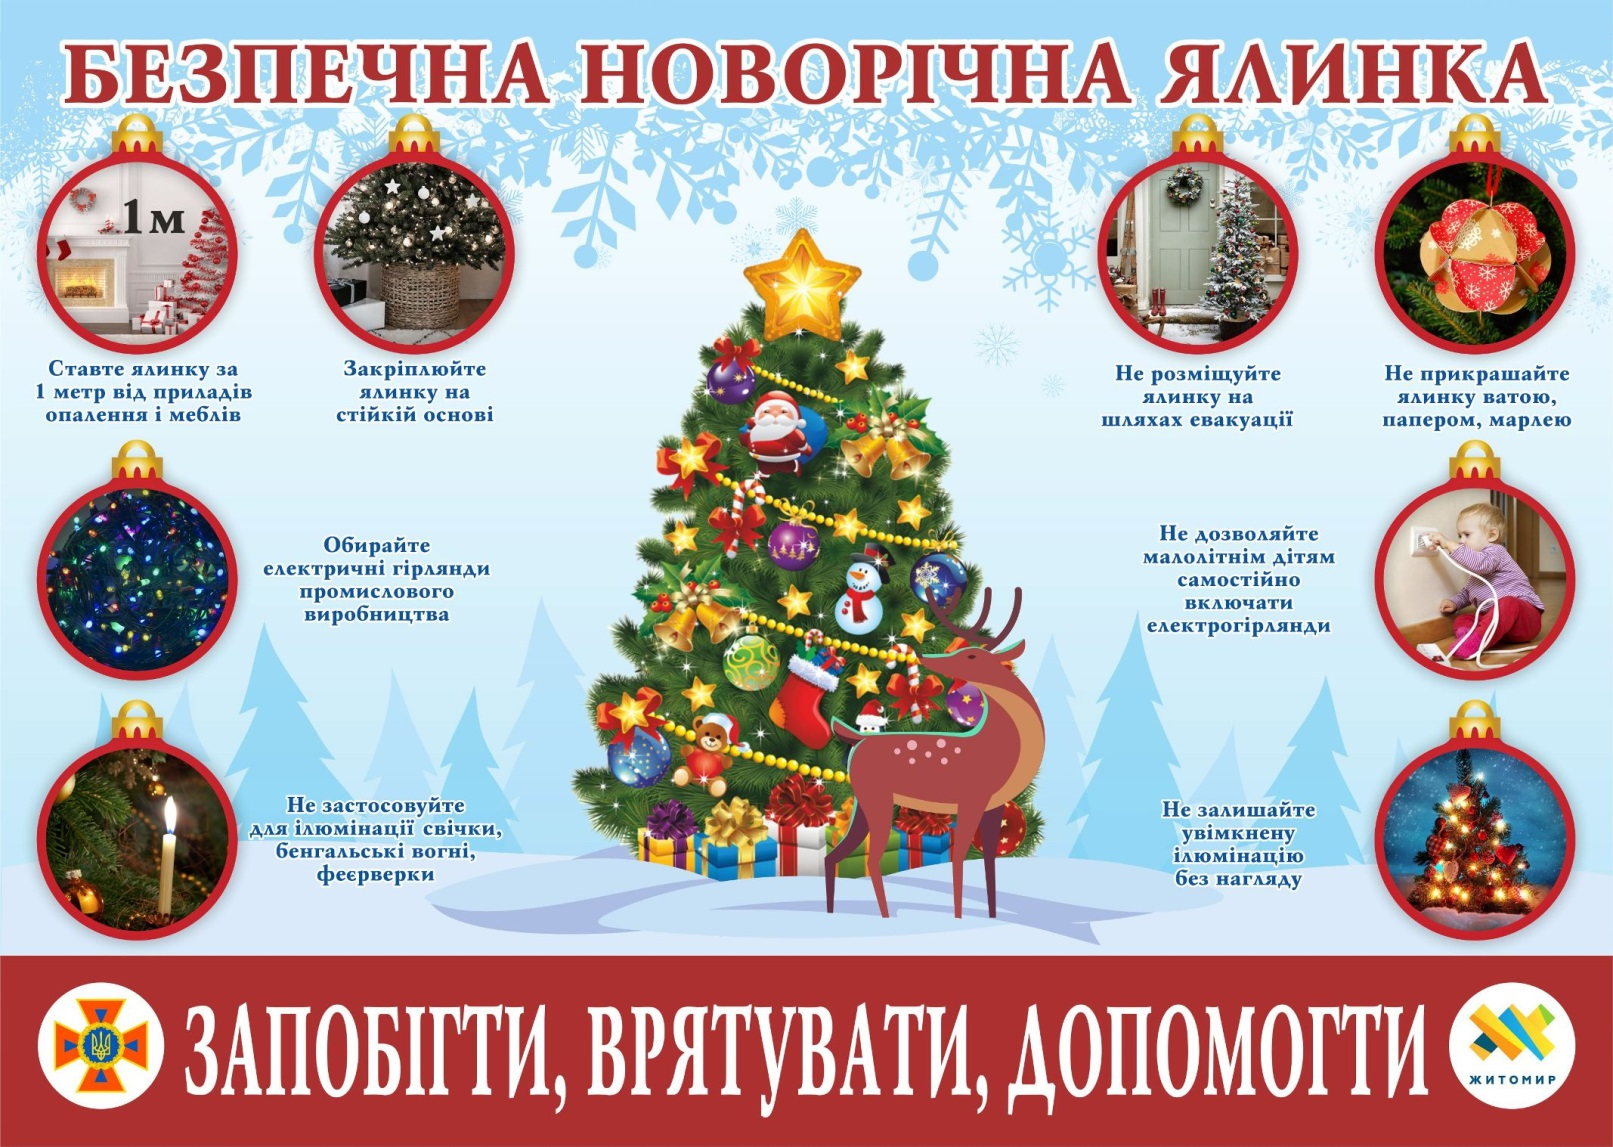 БЕЗПЕЧНА НОВОРІЧНА ЯЛИНКА
1м
Ставте ялинку за
1 метр від приладів
опалення і меблів
Закріплюйте
ялинку на
стійкій основі
Не розміщуйте
ялинку на
шляхах евакуації
Не прикрашайте
ялинку ватою,
папером, марлею
Обирайте
електричні гірлянди
промислового
виробництва
Не дозволяйте
малолітнім дітям
самостійно
включати
електрогірлянди
Не застосовуйте
для ілюмінації свічки,
бенгальські вогні,
феєрверки
Не залишайте
увімкнену
ілюмінацію
без нагляду
ЗАПОБІГТИ, ВРЯТУВАТИ, ДОПОМОГТИ
ЖИТОМИР